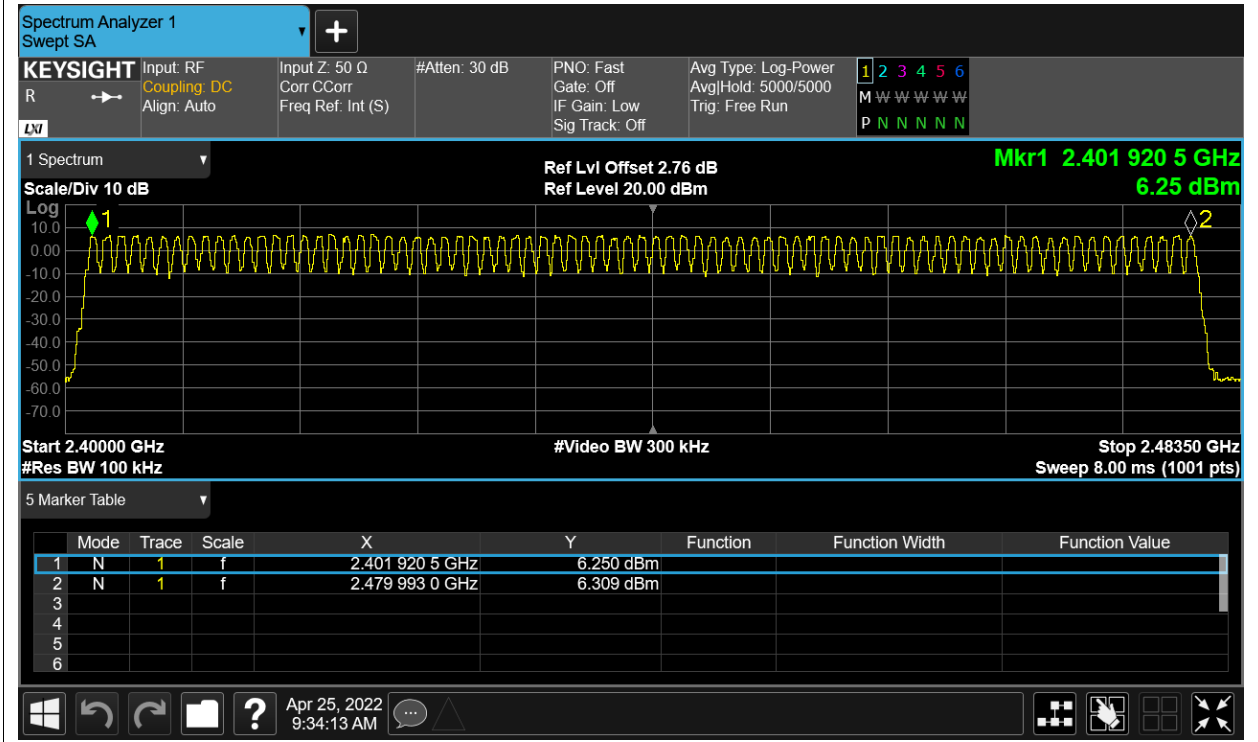 Spectrum Analyzer 1
Swept SA
KEYSIGHT
R
LXI
Input: RF
Coupling: DC
Align: Auto
Input Z: 50 Ω
Corr CCorr
Freq Ref: Int (S)
#Atten: 30 dB
PNO: Fast
Gate: Off
IF Gain: Low
Sig Track: Off
Avg Type: Log-Power
Avg|Hold: 5000/5000
Trig: Free Run
1 2 3 4 5 6
M W W W W W
P N N N N N
1 Spectrum
Scale/Div 10 dB
Ref Lvl Offset 2.76 dB
Ref Level 20.00 dBm
Mkr1 2.401 920 5 GHz
6.25 dBm
Log
10.0
0.00
-10.0
-20.0
-30.0
-40.0
-50.0
-60.0
-70.0
1
2
Start 2.40000 GHz
#Res BW 100 kHz
#Video BW 300 kHz
Stop 2.48350 GHz
Sweep 8.00 ms (1001 pts)
5 Marker Table
Mode Trace Scale X Y Function Function Width Function Value
1 N 1 f 2.401 920 5 GHz 6.250 dBm
2 N 1 f 2.479 993 0 GHz 6.309 dBm
3
4
5
6
?
Apr 25, 2022
9:34:13 AM